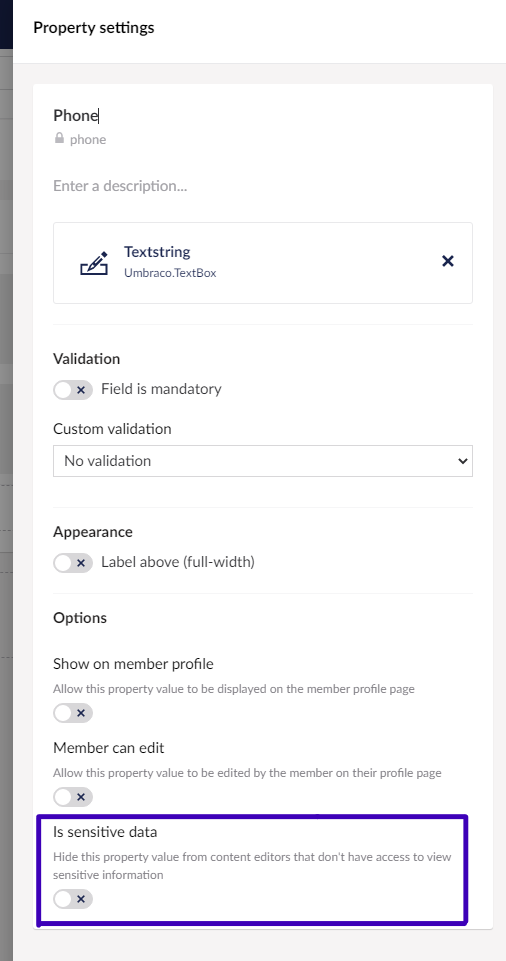 Property settings
Phone
phone
Enter a description...
Textstring
Umbraco.TextBox
Validation
Field is mandatory
Custom validation
No validation
Appearance
Label above (full-width)
Options
Show on member profile
Allow this property value to be displayed on the member profile page
Member can edit
Allow this property value to be edited by the member on their profile page
Is sensitive data
Hide this property value from content editors that don't have access to view
sensitive information